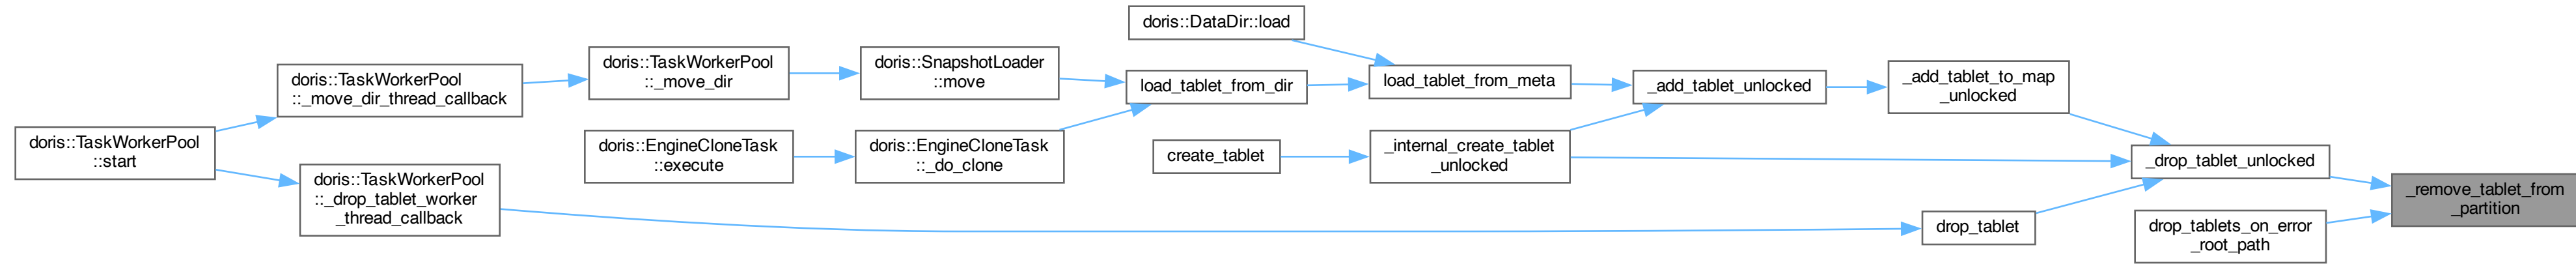 doris::TaskWorkerPool
::start
doris::TaskWorkerPool
::_move_dir_thread_callback
doris::TaskWorkerPool
::_drop_tablet_worker
_thread_callback
doris::TaskWorkerPool
::_move_dir
doris::EngineCloneTask
::execute
doris::SnapshotLoader
::move
doris::EngineCloneTask
::_do_clone
doris::DataDir::load
load_tablet_from_dir
create_tablet
load_tablet_from_meta
_internal_create_tablet
_unlocked
_add_tablet_unlocked
_add_tablet_to_map
_unlocked
drop_tablet
_drop_tablet_unlocked
drop_tablets_on_error
_root_path
_remove_tablet_from
_partition